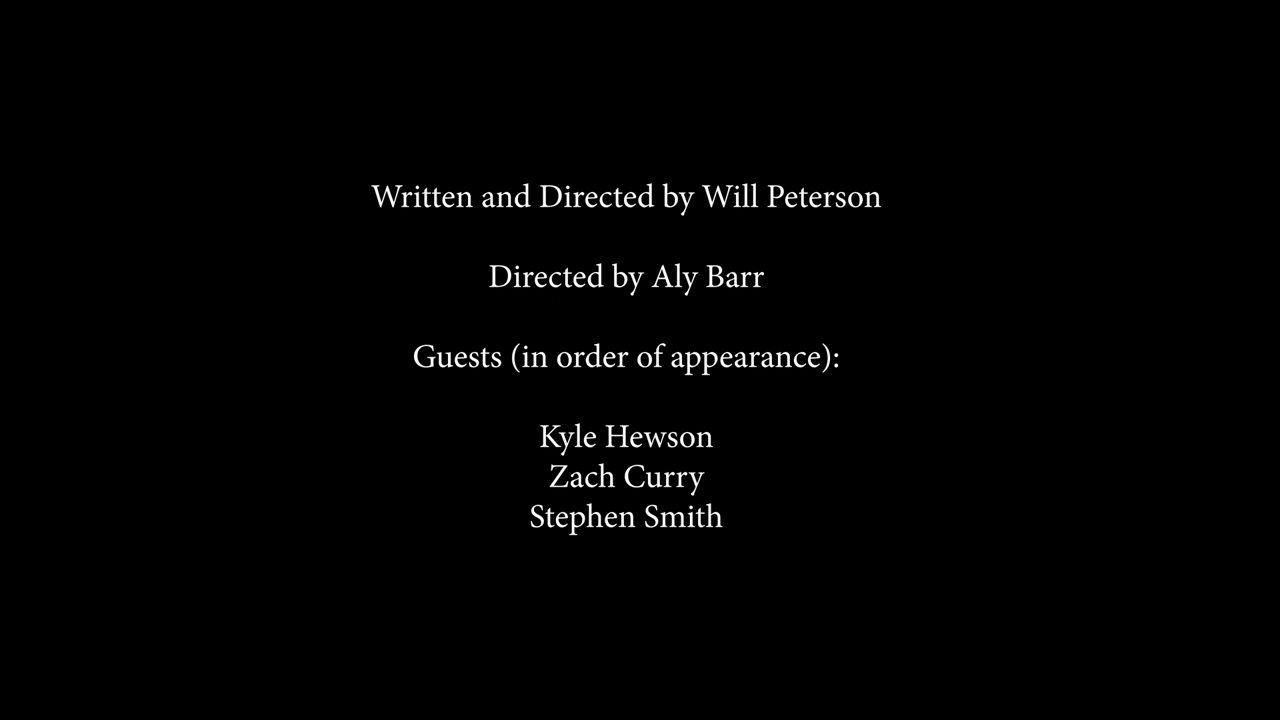 Written and Directed by Will Peterson
Directed by Aly Barr
Guests (in order of appearance):
Kyle Hewson
Zach Curry
Stephen Smith